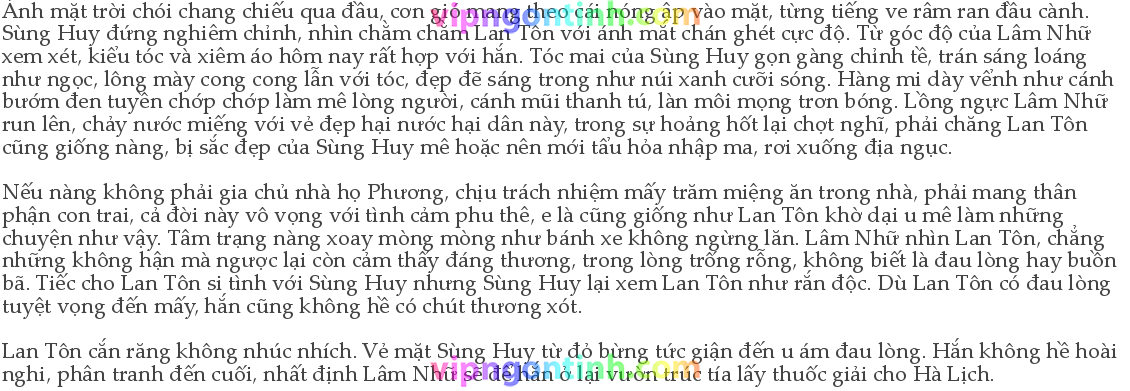 Ánh mặt trời chói chang chiếu qua đầu, cơn gió mang theo cái nóng ập vào mặt, từng tiếng ve râm ran đầu cành.
Sùng Huy đứng nghiêm chỉnh, nhìn chằm chằm Lan Tôn với ánh mắt chán ghét cực độ. Từ góc độ của Lâm Nhữ
xem xét, kiểu tóc và xiêm áo hôm nay rất hợp với hắn. Tóc mai của Sùng Huy gọn gàng chỉnh tề, trán sáng loáng
như ngọc, lông mày cong cong lẫn với tóc, đẹp đẽ sáng trong như núi xanh cưỡi sóng. Hàng mi dày vểnh như cánh
bướm đen tuyền chớp chớp làm mê lòng người, cánh mũi thanh tú, làn môi mọng trơn bóng. Lồng ngực Lâm Nhữ
run lên, chảy nước miếng với vẻ đẹp hại nước hại dân này, trong sự hoảng hốt lại chợt nghĩ, phải chăng Lan Tôn
cũng giống nàng, bị sắc đẹp của Sùng Huy mê hoặc nên mới tẩu hỏa nhập ma, rơi xuống địa ngục.
Nếu nàng không phải gia chủ nhà họ Phương, chịu trách nhiệm mấy trăm miệng ăn trong nhà, phải mang thân
phận con trai, cả đời này vô vọng với tình cảm phu thê, e là cũng giống như Lan Tôn khờ dại u mê làm những
chuyện như vậy. Tâm trạng nàng xoay mòng mòng như bánh xe không ngừng lăn. Lâm Nhữ nhìn Lan Tôn, chẳng
những không hận mà ngược lại còn cảm thấy đáng thương, trong lòng trống rỗng, không biết là đau lòng hay buồn
bã. Tiếc cho Lan Tôn si tình với Sùng Huy nhưng Sùng Huy lại xem Lan Tôn như rắn độc. Dù Lan Tôn có đau lòng
tuyệt vọng đến mấy, hắn cũng không hề có chút thương xót.
Lan Tôn cắn răng không nhúc nhích. Vẻ mặt Sùng Huy từ đỏ bừng tức giận đến u ám đau lòng. Hắn không hề hoài
nghi, phân tranh đến cuối, nhất định Lâm Nhữ sẽ để hắn ở lại vườn trúc tía lấy thuốc giải cho Hà Lịch.
vipngontinh.com
vipngontinh.com
vipngontinh.com